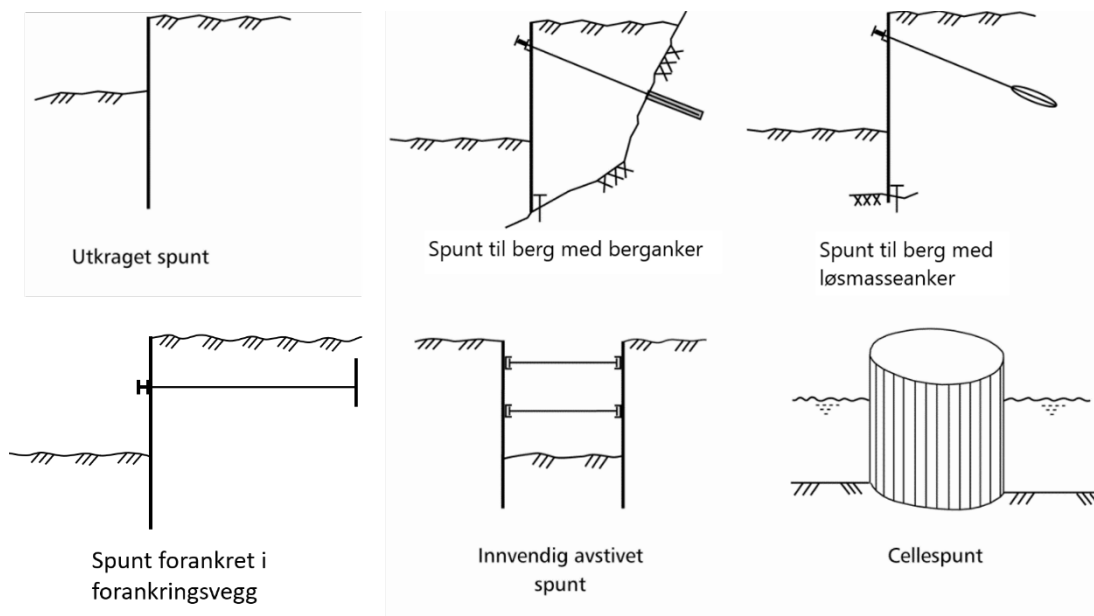 Utkraget spunt
Spunt til berg med berganker
Spunt til berg med
løsmasseanker
Spunt forankret i
forankringsvegg
Innvendig avstivet
spunt
Cellespunt